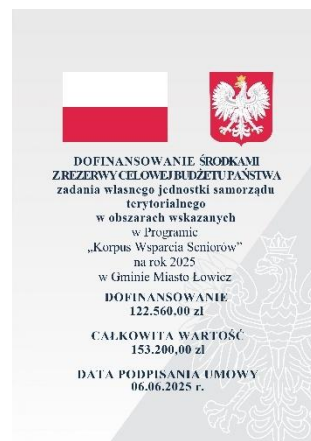 DOFINANSOWANIE ŚRODKAMI
Z REZERWY CELOWEJ BUDŻETU PAŃSTWA
zadania własnego jednostki samorządu
terytorialnego
w obszarach wskazanych
w Programie
„Korpus Wsparcia Seniorów”
na rok 2025
w Gminie Miasto Łowicz
DOFINANSOWANIE
122.560.00 zł
CAŁKOWITA WARTOŚĆ
153.200,00 zł
DATA PODPISANIA UMOWY
06.06.2025 r.